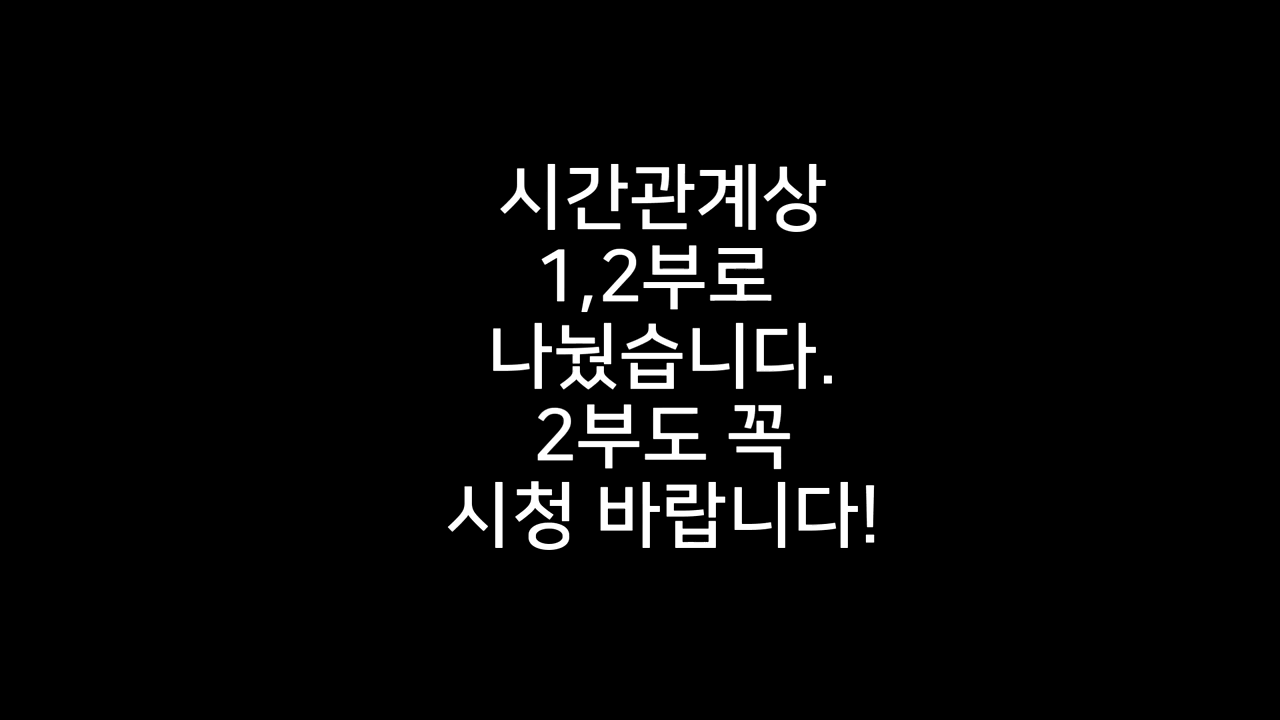 시간관계상
1,2부로
나눴습니다.
2부도 꼭
시청 바랍니다!